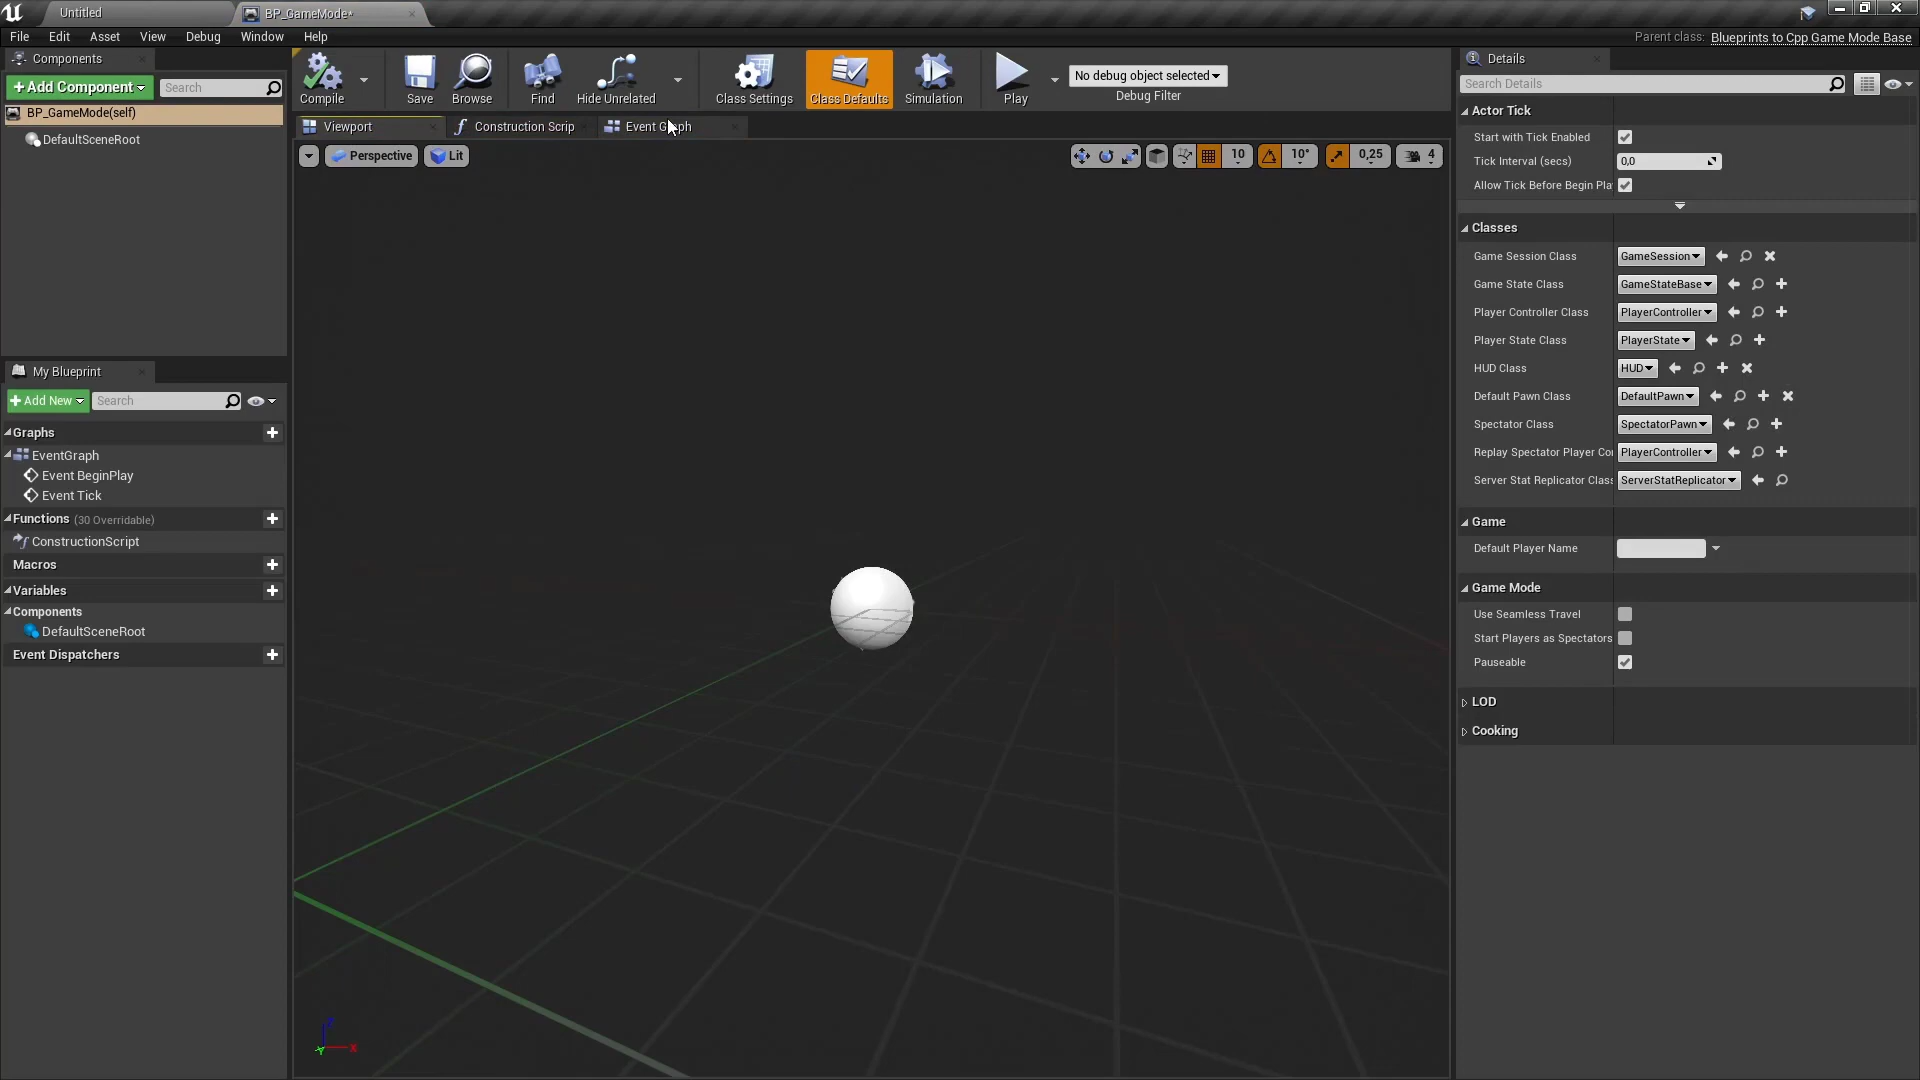 Untitled
BP_GameMode*
File Edit Asset View Debug Window Help
Parent class: Blueprints to Cpp Game Mode Base
Components
Add Component
Search
BP_GameMode(self)
DefaultSceneRoot
My Blueprint
Add New
Search
Graphs
EventGraph
Event BeginPlay
Event Tick
Functions (30 Overridable)
ConstructionScript
Macros
Variables
Components
DefaultSceneRoot
Event Dispatchers
Compile
Save
Browse
Find
Hide Unrelated
Class Settings
Class Defaults
Simulation
Play
No debug object selected
Debug Filter
Viewport
Construction Scrip
Event Graph
Perspective
Lit
10
10°
0,25
4
Z
Y
X
Details
Search Details
Actor Tick
Start with Tick Enabled
Tick Interval (secs) 0,0
Allow Tick Before Begin Pla
Classes
Game Session Class GameSession
Game State Class GameStateBase
Player Controller Class PlayerController
Player State Class PlayerState
HUD Class HUD
Default Pawn Class DefaultPawn
Spectator Class SpectatorPawn
Replay Spectator Player Co PlayerController
Server Stat Replicator Class ServerStatReplicator
Game
Default Player Name
Game Mode
Use Seamless Travel
Start Players as Spectators
Pauseable
LOD
Cooking